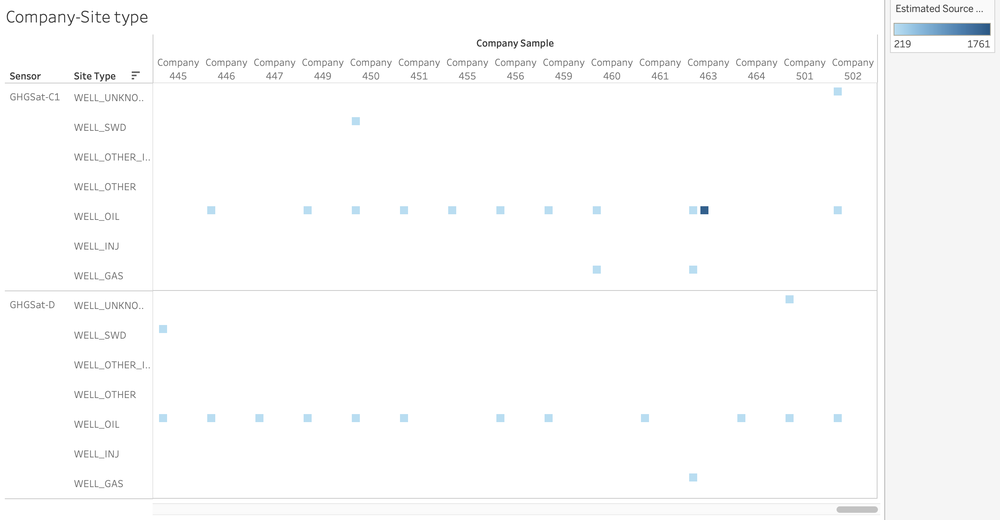 Company-Site type
Estimated Source ...
219 1761
Company Sample
Sensor Site Type
Company 445
Company 446
Company 447
Company 449
Company 450
Company 451
Company 455
Company 456
Company 459
Company 460
Company 461
Company 463
Company 464
Company 501
Company 502
GHGSat-C1 WELL_UNKNO..
WELL_SWD
WELL_OTHER_I..
WELL_OTHER
WELL_OIL
WELL_INJ
WELL_GAS
GHGSat-D WELL_UNKNO..
WELL_SWD
WELL_OTHER_I..
WELL_OTHER
WELL_OIL
WELL_INJ
WELL_GAS